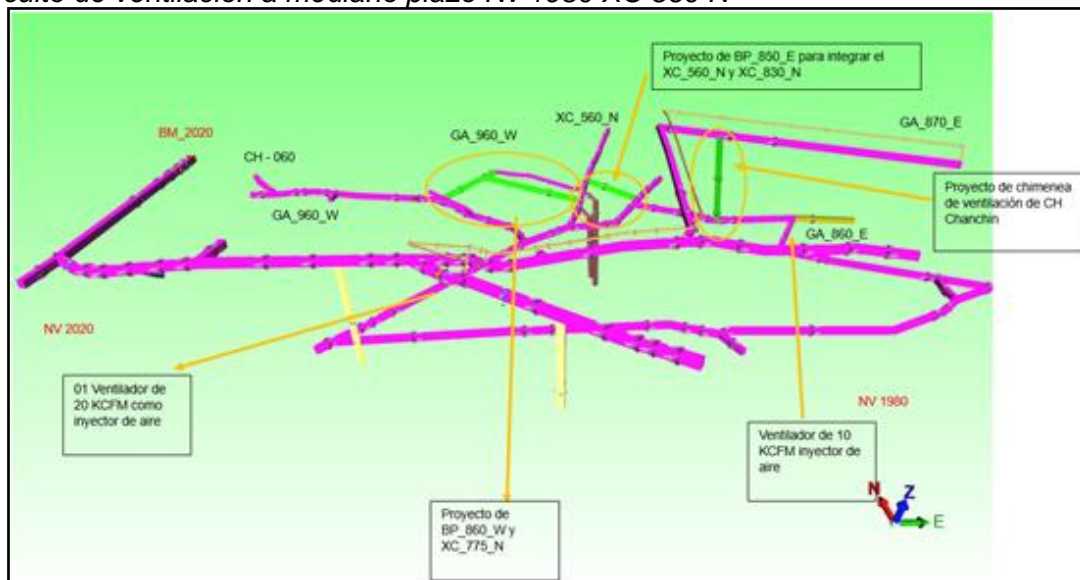 de ventilación a mediano plazo NV 1980 XC 830 N
Proyecto de BP_850_E para integrar el
XC_560_N y XC_830_N
BM_2020
GA_960_W
XC_560_N
GA_870_E
CH - 060
GA_960_W
Proyecto de chimenea
de ventilación de CH
Chanchin
GA_860_E
NV 2020
01 Ventilador de
20 KCFM como
inyector de aire
NV 1980
Ventilador de 10
KCFM inyector de
aire
Proyecto de
BP_860_W y
XC_775_N
N
Z
E